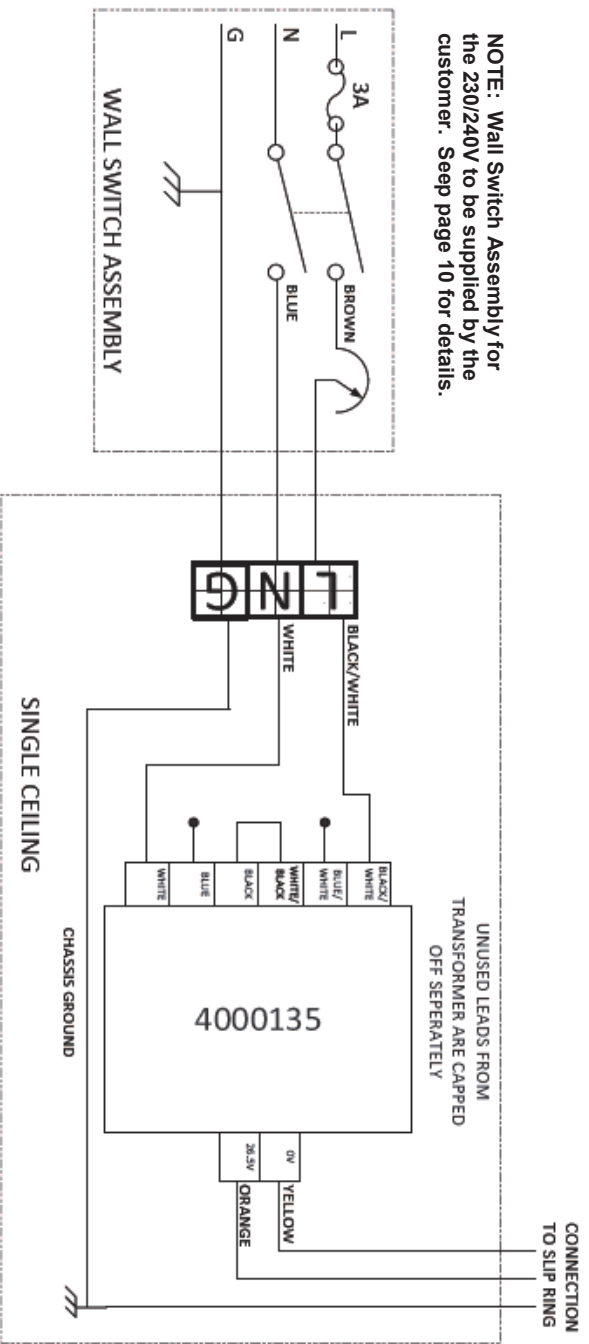 NOTE: Wall Switch Assembly for
the 230/240V to be supplied by the
customer. Seep page 10 for details.
L
3A
N
G
BROWN
BLUE
WALL SWITCH ASSEMBLY
L
N
G
BLACK/WHITE
WHITE
SINGLE CEILING
UNUSED LEADS FROM
TRANSFORMER ARE CAPPED
OFF SEPERATELY
BLACK/
WHITE
BLUE/
WHITE
WHITE/
BLACK
BLACK
BLUE
WHITE
4000135
CHASSIS GROUND
0V
26.5V
YELLOW
ORANGE
CONNECTION
TO SLIP RING